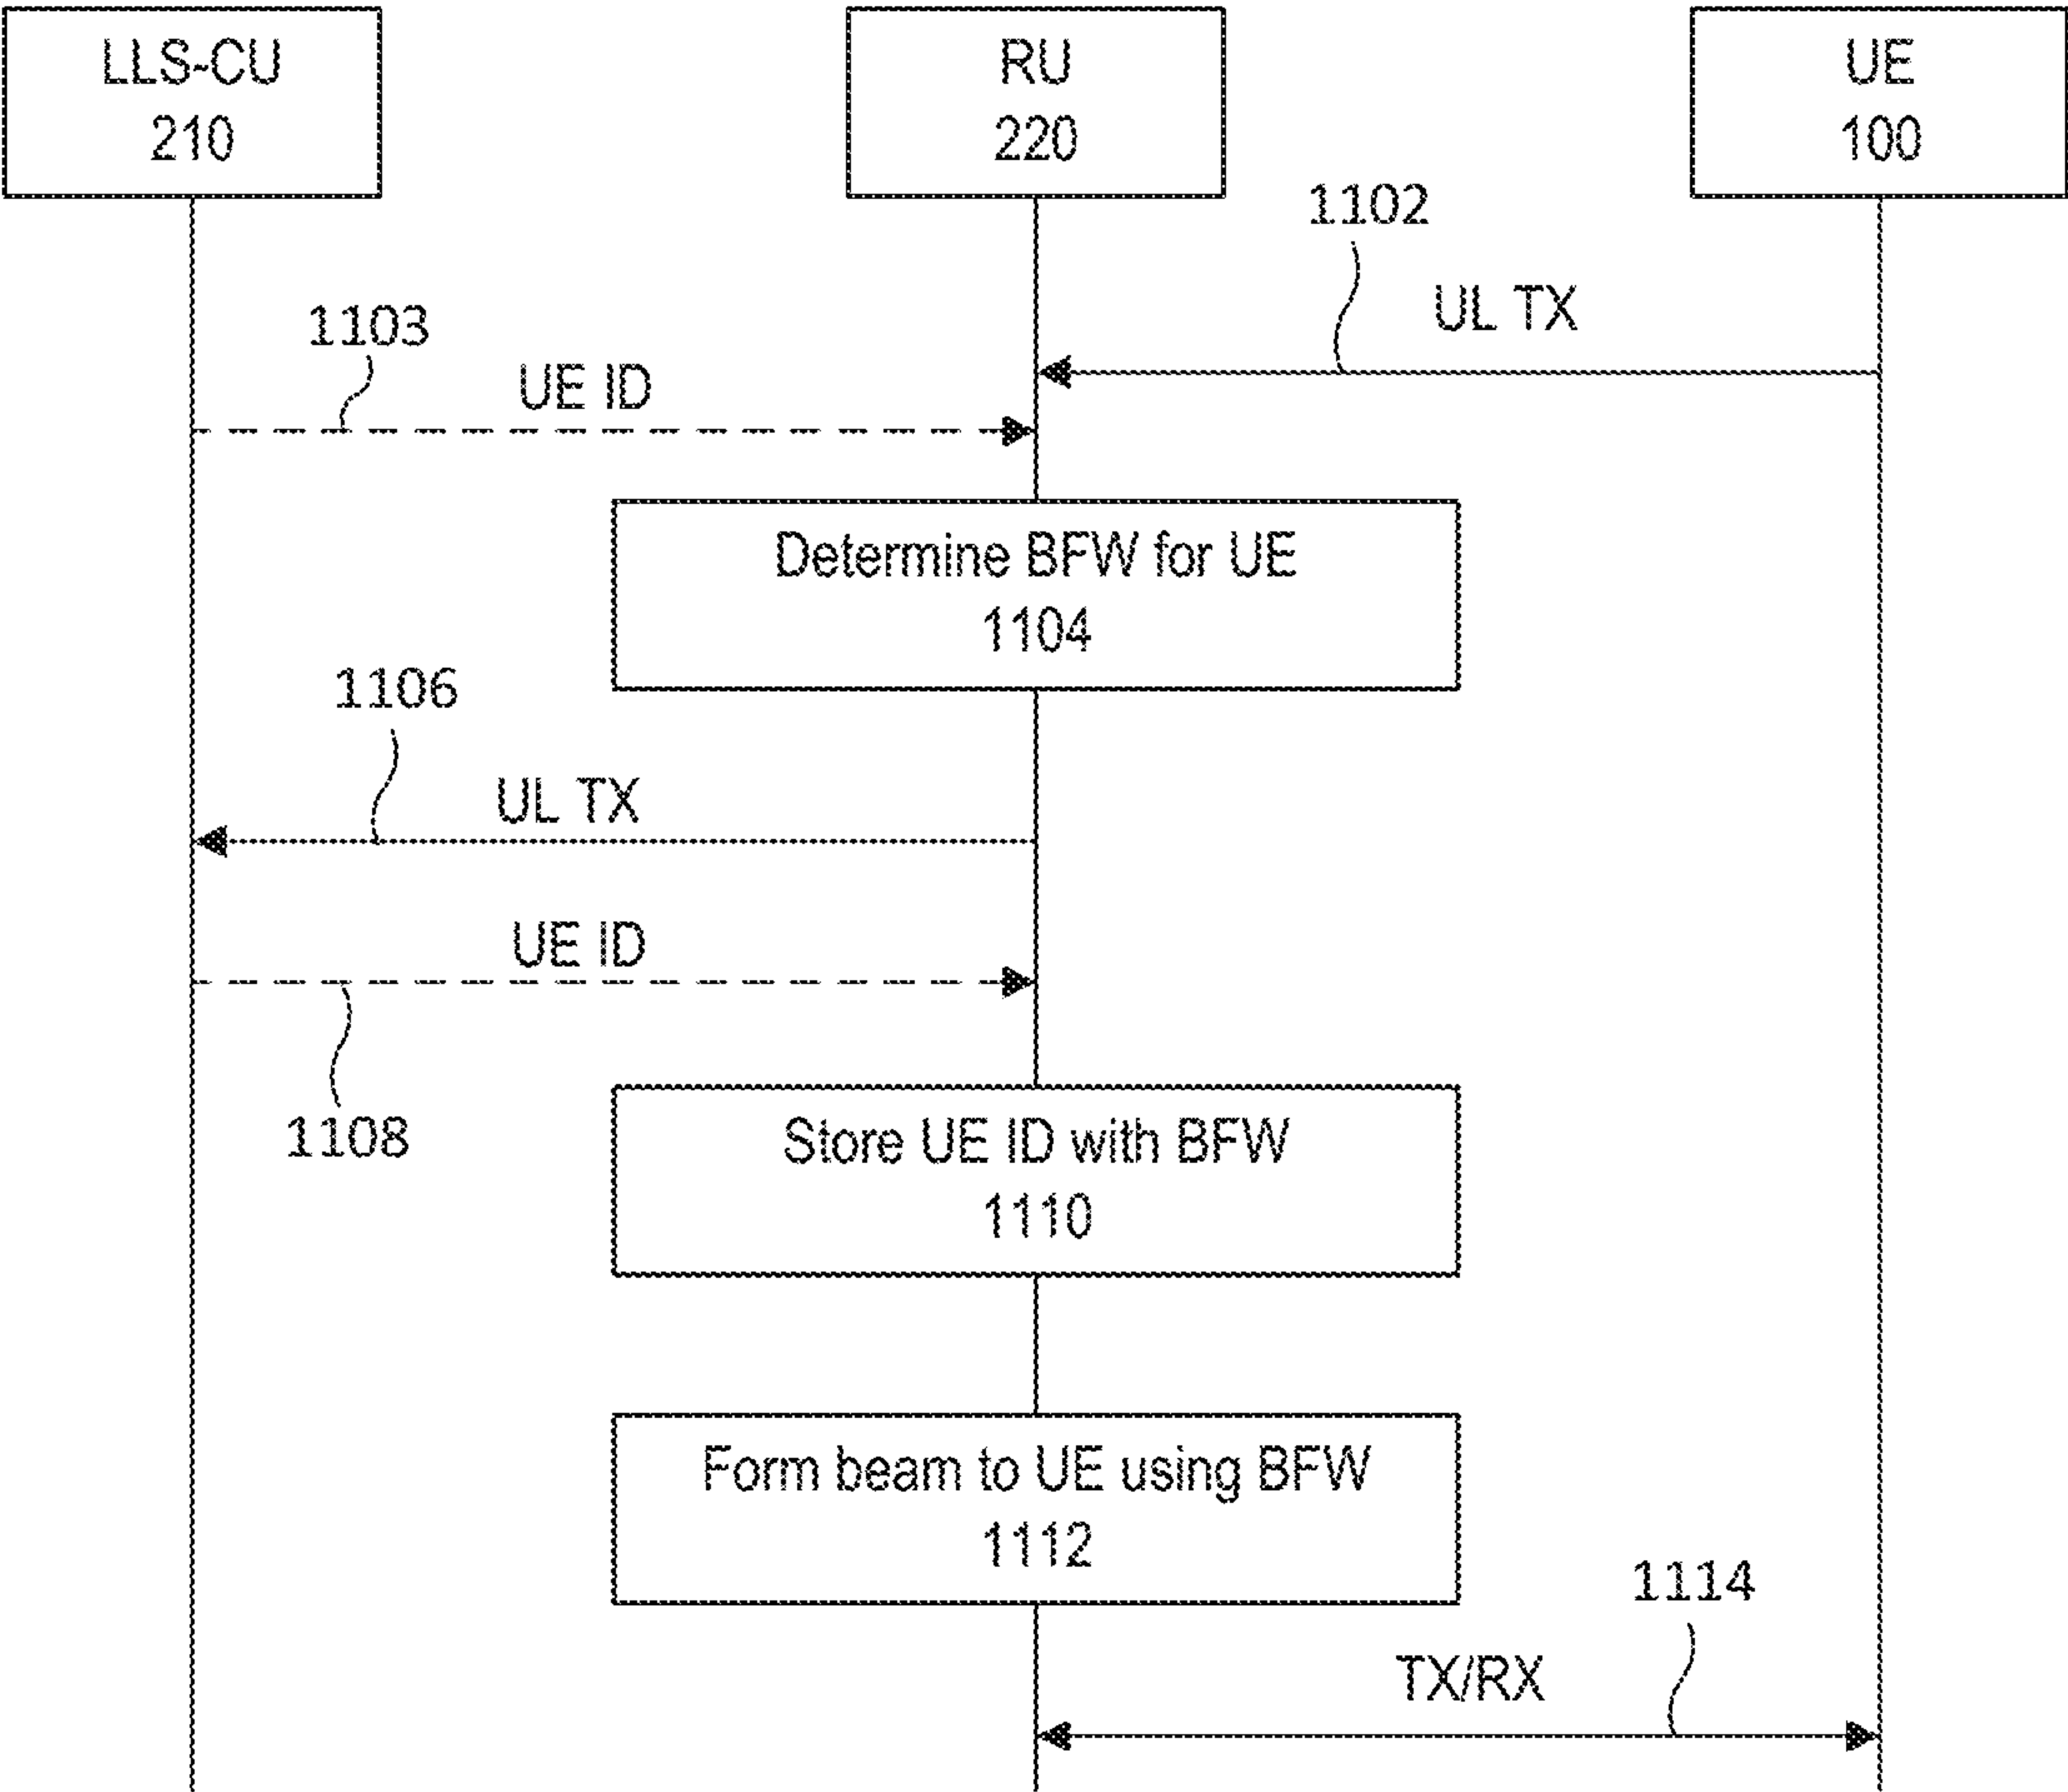 LLS-CU
210
RU
220
UE
100
1102
UL TX
1103
UE ID
Determine BFW for UE
1104
1106
UL TX
UE ID
1108
Store UE ID with BFW
1110
Form beam to UE using BFW
1112
1114
TX/RX